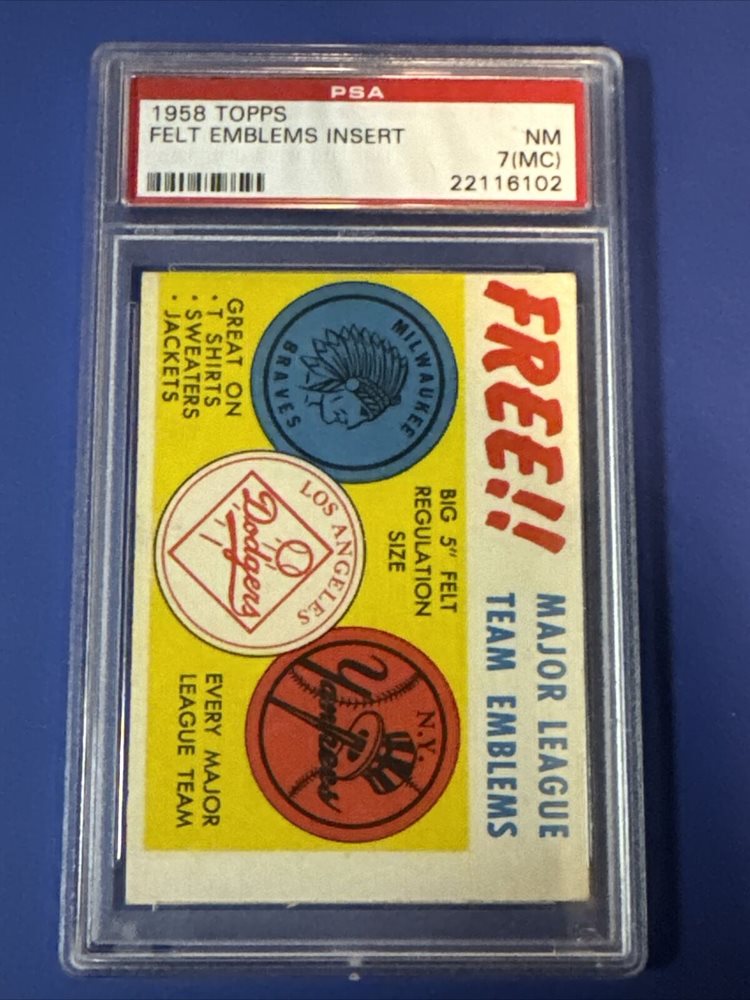 PSA
1958 TOPPS
FELT EMBLEMS INSERT
NM
7(MC)
22116102
FREE!!
MAJOR LEAGUE
TEAM EMBLEMS
MILWAUKEE
BRAVES
BIG 5" FELT
REGULATION
SIZE
GREAT ON
• T SHIRTS
• SWEATERS
• JACKETS
LOS ANGELES
Dodgers
N.Y.
Yankees
EVERY MAJOR
LEAGUE TEAM